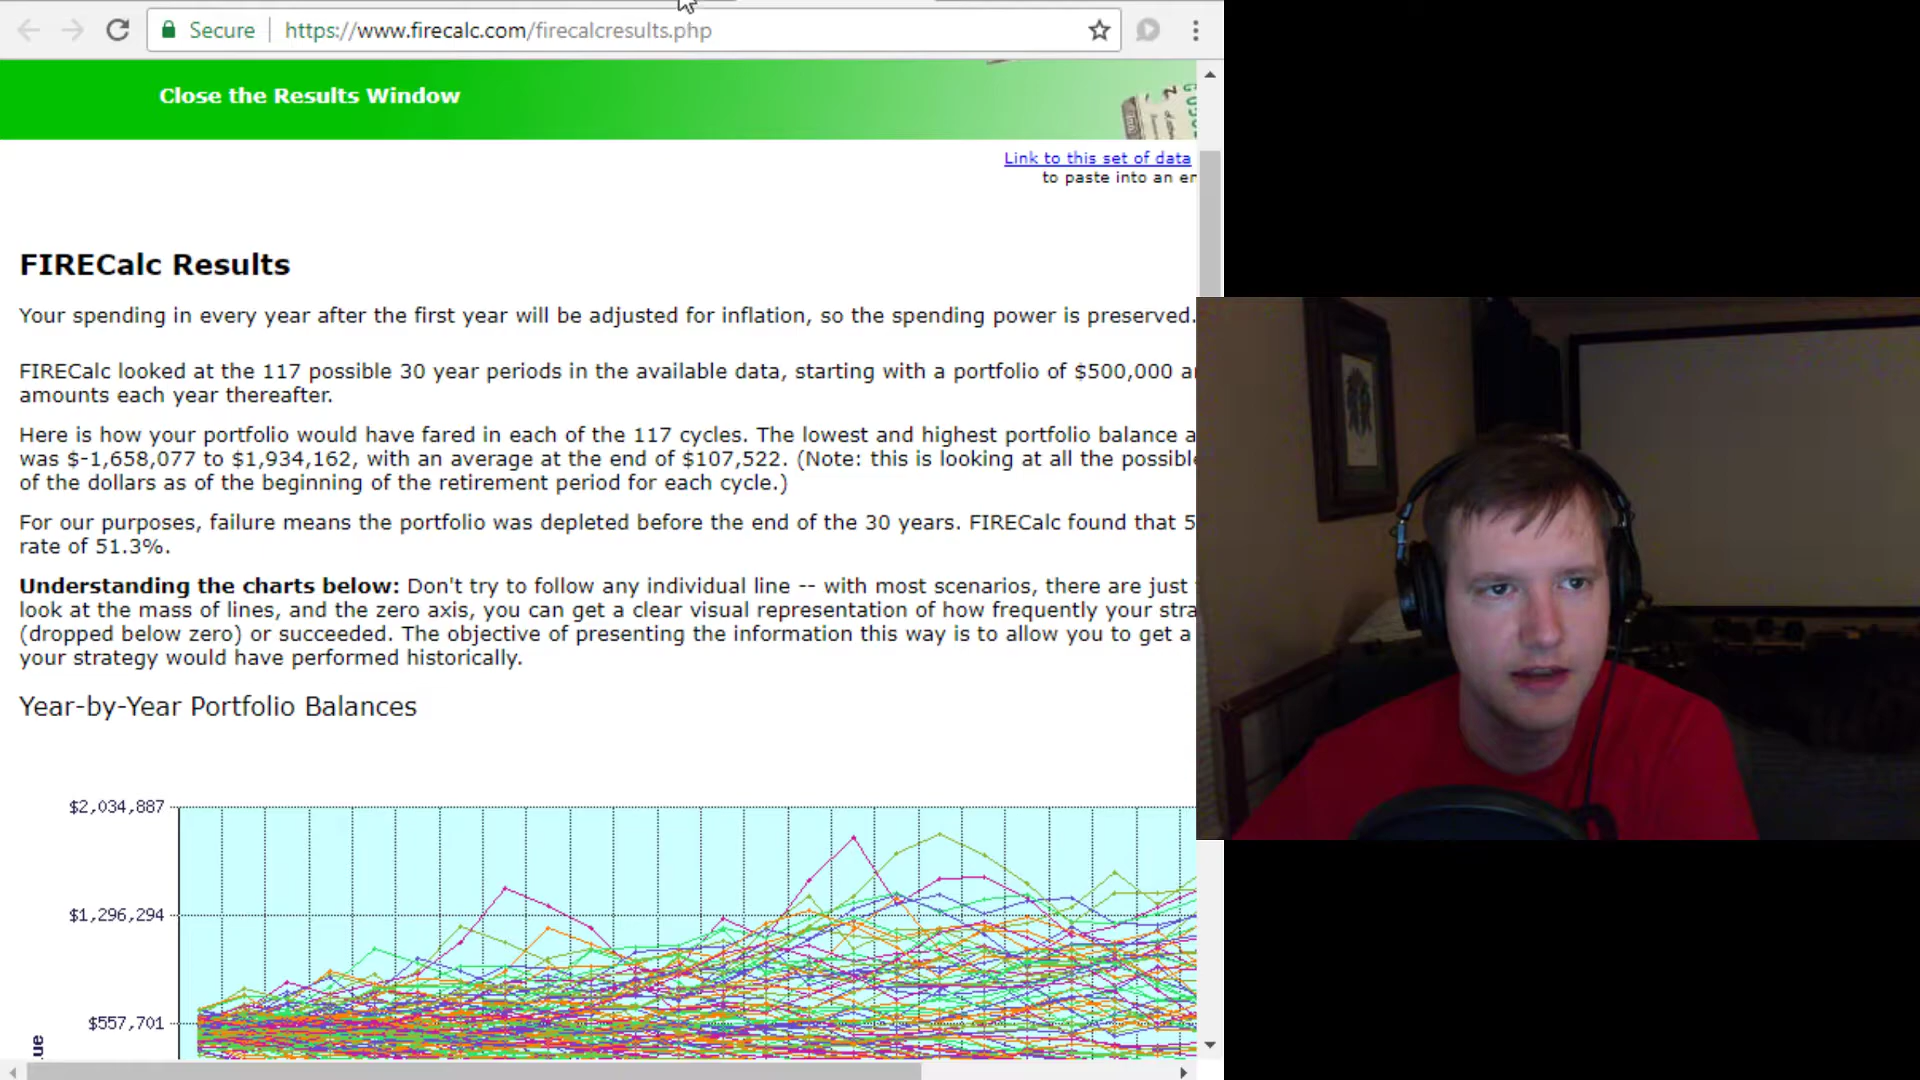 Secure
https://www.firecalc.com/firecalcresults.php
Close the Results Window
Link to this set of data
to paste into an
FIRECalc Results
Your spending in every year after the first year will be adjusted for inflation, so the spending power is preserved.
FIRECalc looked at the 117 possible 30 year periods in the available data, starting with a portfolio of $500,000
amounts each year thereafter.
Here is how your portfolio would have fared in each of the 117 cycles. The lowest and highest portfolio balance
was $-1,658,077 to $1,934,162, with an average at the end of $107,522. (Note: this is looking at all the
of the dollars as of the beginning of the retirement period for each cycle.)
For our purposes, failure means the portfolio was depleted before the end of the 30 years. FIRECalc found that 5
rate of 51.3%.
Understanding the charts below: Don't try to follow any individual line -- with most scenarios, there are just
look at the mass of lines, and the zero axis, you can get a clear visual representation of how frequently your
(dropped below zero) or succeeded. The objective of presenting the information this way is to allow you to get a
your strategy would have performed historically.
Year-by-Year Portfolio Balances
$2,034,887
$1,296,294
$557,701
ue